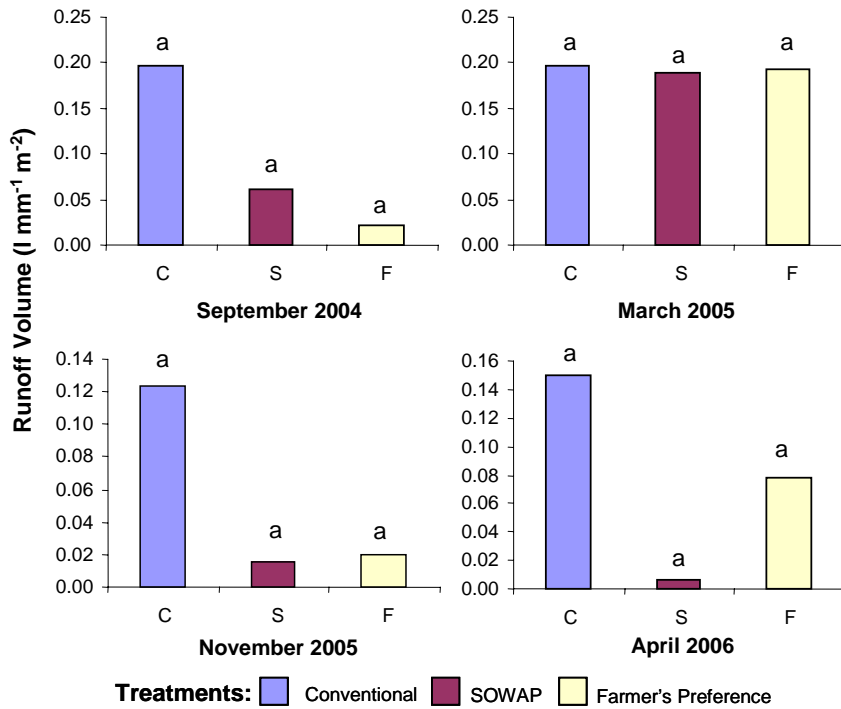 Runoff Volume (l mm-1 m-2)
0.25
0.20
0.15
0.10
0.05
0.00
a
a
a
C S F
September 2004
0.25
0.20
0.15
0.10
0.05
0.00
a
a
a
C S F
March 2005
0.14
0.12
0.10
0.08
0.06
0.04
0.02
0.00
a
a
a
C S F
November 2005
0.16
0.14
0.12
0.10
0.08
0.06
0.04
0.02
0.00
a
a
a
C S F
April 2006
Treatments: Conventional SOWAP Farmer's Preference